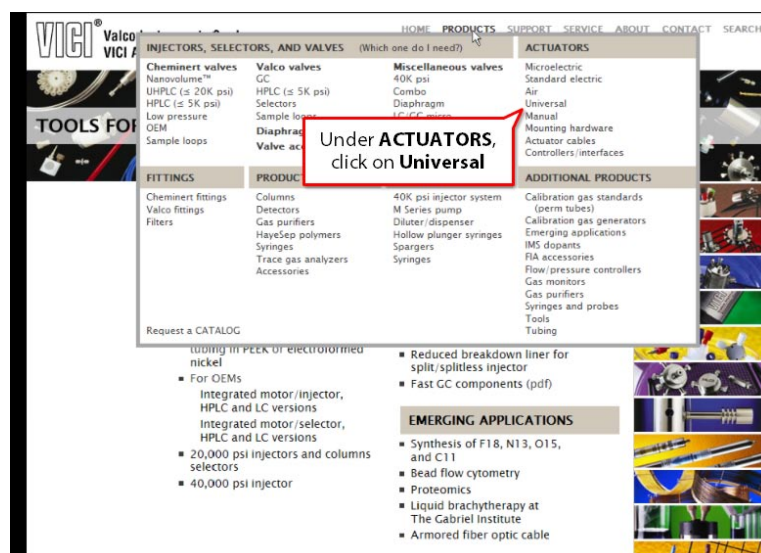 VICI®
Valco
VICI A
HOME PRODUCTS SUPPORT SERVICE ABOUT CONTACT SEARCH
TOOLS FOR
INJECTORS, SELECTORS, AND VALVES (Which one do I need?)
Cheminert valves
Nanovolume™
UHPLC (≤ 20K psi)
HPLC (≤ 5K psi)
Low pressure
OEM
Sample loops
Valco valves
GC
HPLC (≤ 5K psi)
Selectors
Sample loops
Diaphrag
Valve acc
Miscellaneous valves
40K psi
Combo
Diaphragm
LC/GC micro
ACTUATORS
Microelectric
Standard electric
Air
Universal
Manual
Mounting hardware
Actuator cables
Controllers/interfaces
Under ACTUATORS,
click on Universal
FITTINGS
Cheminert fittings
Valco fittings
Filters
PRODUCT
Columns
Detectors
Gas purifiers
HayeSep polymers
Syringes
Trace gas analyzers
Accessories
40K psi injector system
M Series pump
Diluter/dispenser
Hollow plunger syringes
Spargers
Syringes
ADDITIONAL PRODUCTS
Calibration gas standards
(perm tubes)
Calibration gas generators
Emerging applications
IMS dopants
FIA accessories
Flow/pressure controllers
Gas monitors
Gas purifiers
Syringes and probes
Tools
Tubing
Request a CATALOG
tubing in PEEK or electroformed
nickel
■ For OEMs
Integrated motor/injector,
HPLC and LC versions
Integrated motor/selector,
HPLC and LC versions
■ 20,000 psi injectors and columns
selectors
■ 40,000 psi injector
■ Reduced breakdown liner for
split/splitless injector
■ Fast GC components (pdf)
EMERGING APPLICATIONS
■ Synthesis of F18, N13, O15,
and C11
■ Bead flow cytometry
■ Proteomics
■ Liquid brachytherapy at
The Gabriel Institute
■ Armored fiber optic cable